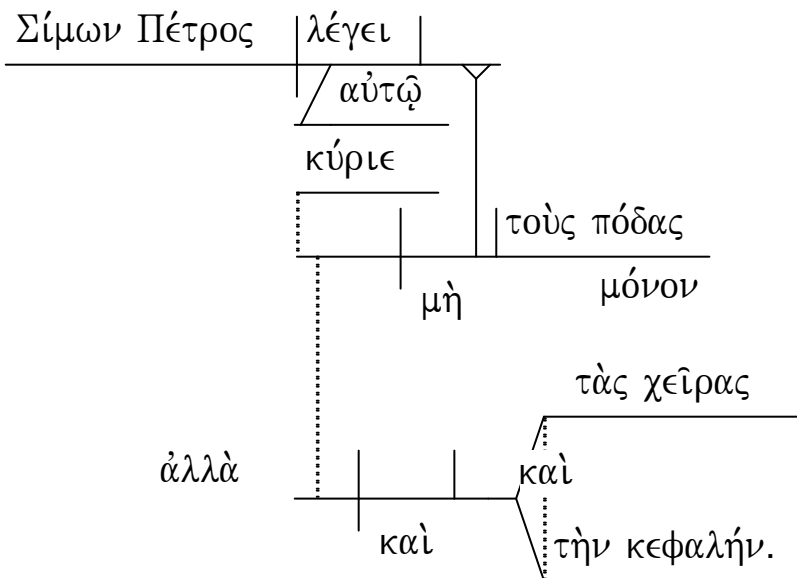 Σίμων Πέτρος λέγει
αὐτῷ
κύριε
τοὺς πόδας
μὴ μόνον
τὰς χεῖρας
ἀλλὰ καὶ
καὶ τὴν κεφαλήν.